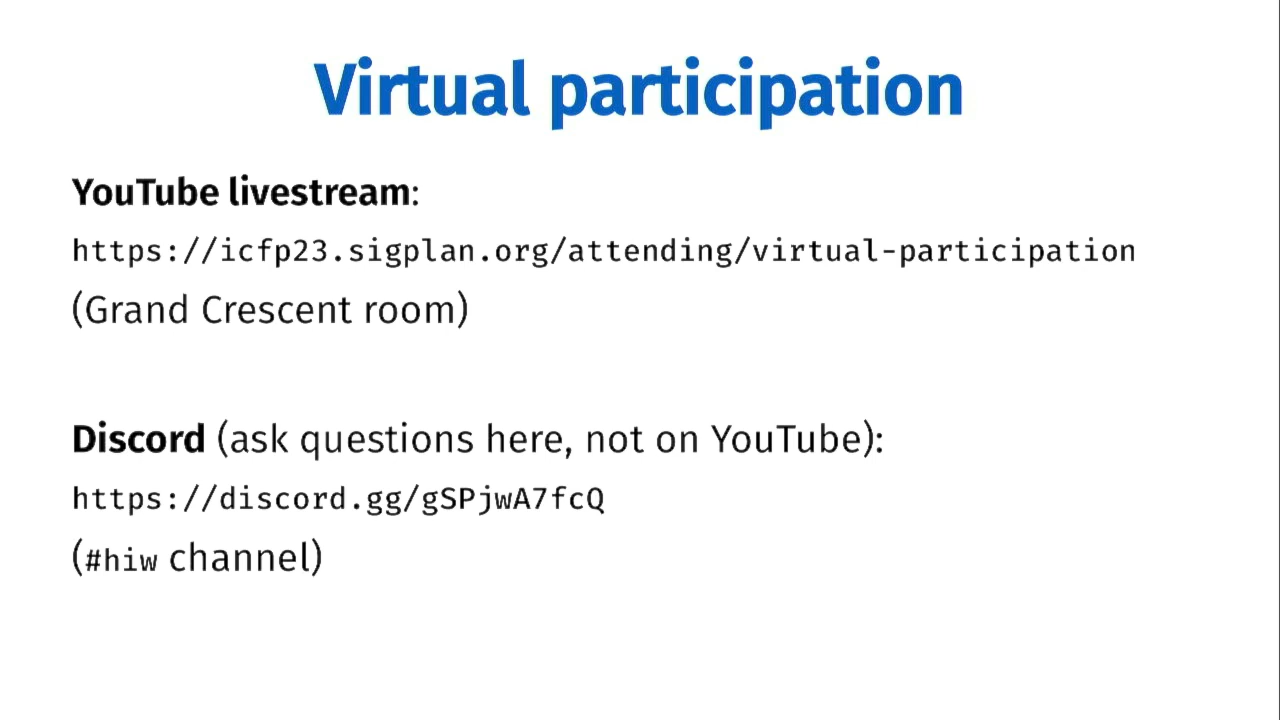 Virtual participation
YouTube livestream:
https://icfp23.sigplan.org/attending/virtual-participation
(Grand Crescent room)
Discord (ask questions here, not on YouTube):
https://discord.gg/gSPjwA7fcQ
(#hiw channel)